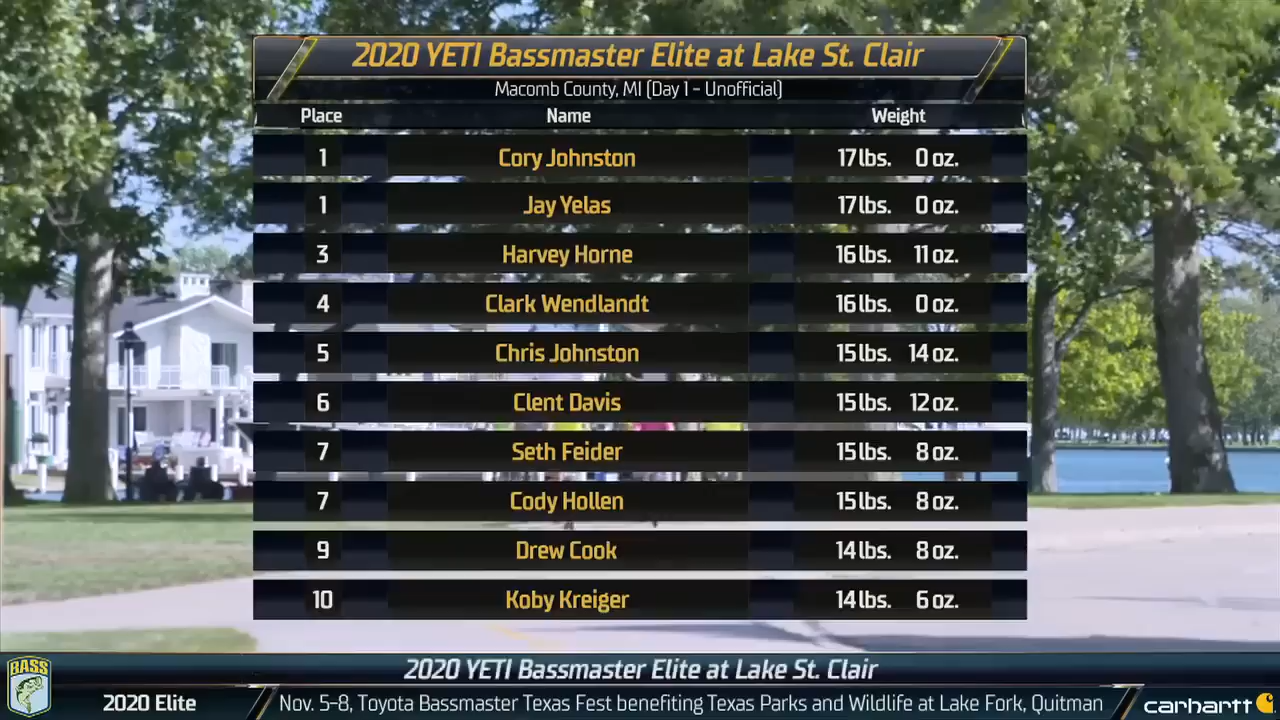 2020 YETI Bassmaster Elite at Lake St. Clair
Macomb County, MI (Day 1 - Unofficial)
Place Name Weight
1 Cory Johnston 17 lbs. 0 oz.
1 Jay Yelas 17 lbs. 0 oz.
3 Harvey Horne 16 lbs. 11 oz.
4 Clark Wendlandt 16 lbs. 0 oz.
5 Chris Johnston 15 lbs. 14 oz.
6 Clent Davis 15 lbs. 12 oz.
7 Seth Feider 15 lbs. 8 oz.
7 Cody Hollen 15 lbs. 8 oz.
9 Drew Cook 14 lbs. 8 oz.
10 Koby Kreiger 14 lbs. 6 oz.
2020 YETI Bassmaster Elite at Lake St. Clair
BASS
2020 Elite Nov. 5-8, Toyota Bassmaster Texas Fest benefiting Texas Parks and Wildlife at Lake Fork, Quitman carhartt